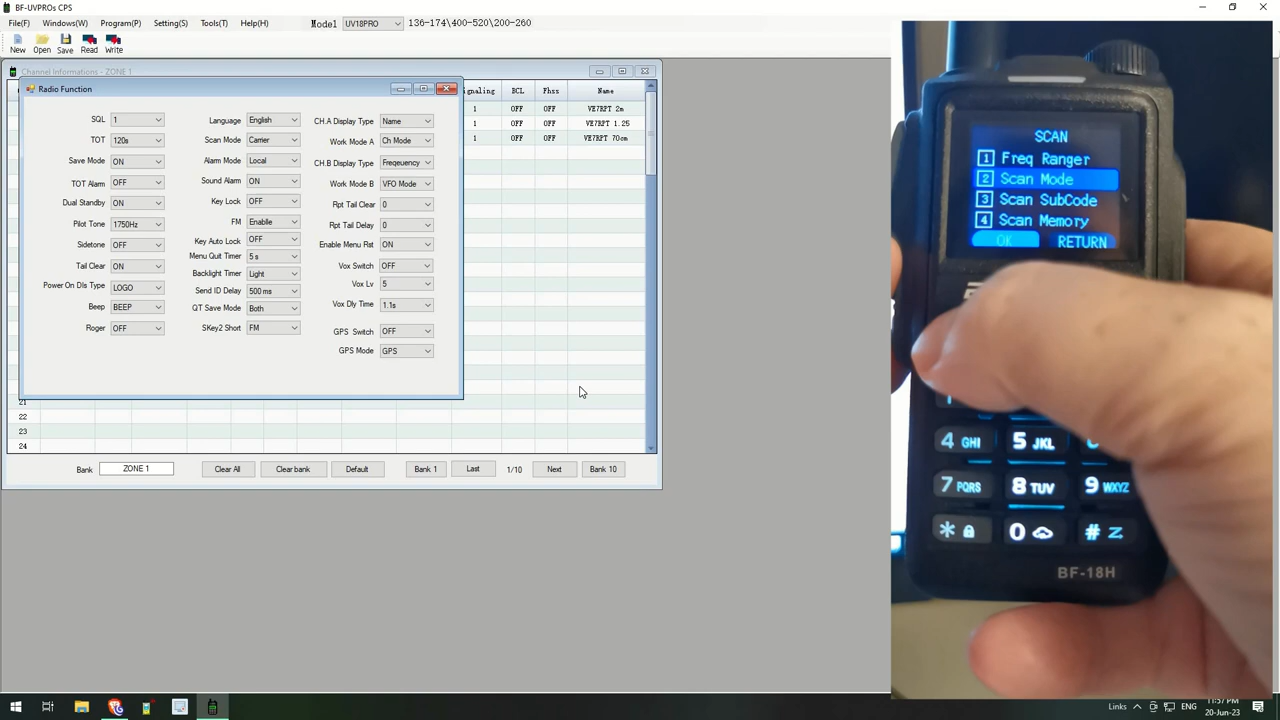 BF-UVPROs CPS
File(F) Windows(W) Program(P) Setting(S) Tools(T) Help(H) Model UV18PRO 136-174\400-520\200-260
New Open Save Read Write
Channel Informations - ZONE 1
Radio Function
SQL 1
TOT 120s
Save Mode ON
TOT Alarm OFF
Dual Standby ON
Pilot Tone 1750Hz
Sidetone OFF
Tail Clear ON
Power On Dls Type LOGO
Beep BEEP
Roger OFF
Language English
Scan Mode Carrier
Alarm Mode Local
Sound Alarm ON
Key Lock OFF
FM Enablle
Key Auto Lock OFF
Menu Quit Timer 5 s
Backlight Timer Light
Send ID Delay 500 ms
QT Save Mode Both
SKey2 Short FM
CH.A Display Type Name
Work Mode A Ch Mode
CH.B Display Type Freqeuency
Work Mode B VFO Mode
Rpt Tail Clear 0
Rpt Tail Delay 0
Enable Menu Rst ON
Vox Switch OFF
Vox Lv 5
Vox Dly Time 1.1s
GPS Switch OFF
GPS Mode GPS
gnaling BCL Fhss Name
1 OFF OFF VE7RPT 2m
1 OFF OFF VE7RPT 1.25
1 OFF OFF VE7RPT 70cm
21
22
23
24
Bank ZONE 1 Clear All Clear bank Default Bank 1 Last 1/10 Next Bank 10
SCAN
1 Freq Ranger
2 Scan Mode
3 Scan SubCode
4 Scan Memory
OK RETURN
4 GHI 5 JKL
7 PQRS 8 TUV 9 WXYZ
* 0 #
BF-18H
Links ENG 11:57 PM
20-Jun-23